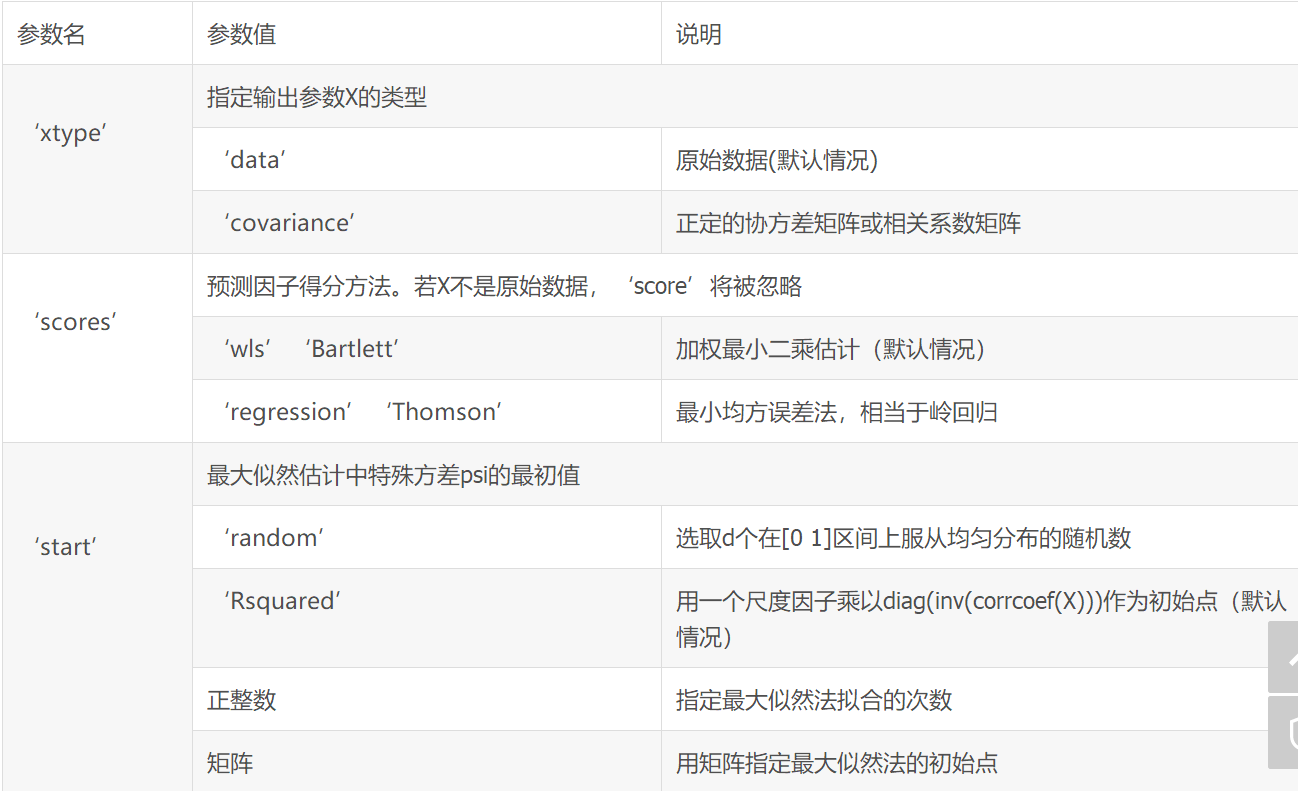 参数名 参数值 说明
‘xtype’ 指定输出参数X的类型
‘data’ 原始数据(默认情况)
‘covariance’ 正定的协方差矩阵或相关系数矩阵
‘scores’ 预测因子得分方法。若X不是原始数据，‘score’将被忽略
‘wls’ ‘Bartlett’ 加权最小二乘估计（默认情况）
‘regression’ ‘Thomson’ 最小均方误差法，相当于岭回归
‘start’ 最大似然估计中特殊方差psi的最初值
‘random’ 选取d个在[0 1]区间上服从均匀分布的随机数
‘Rsquared’ 用一个尺度因子乘以diag(inv(corrcoef(X)))作为初始点（默认
情况）
正整数 指定最大似然法拟合的次数
矩阵 用矩阵指定最大似然法的初始点